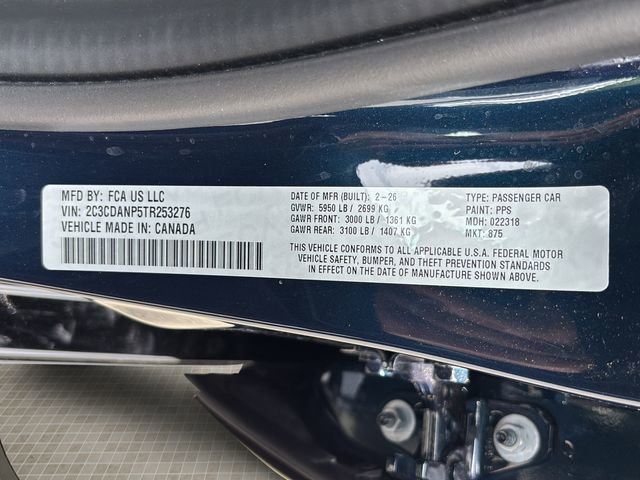 MFD BY: FCA US LLC
VIN: 2C3CDANP5TR253276
VEHICLE MADE IN: CANADA
DATE OF MFR (BUILT): 2-26
GVWR: 5950 LB / 2699 KG
GAWR FRONT: 3000 LB / 1361 KG
GAWR REAR: 3100 LB / 1407 KG
TYPE: PASSENGER CAR
PAINT: PPS
MDH: 022318
MKT: 875
THIS VEHICLE CONFORMS TO ALL APPLICABLE U.S.A. FEDERAL MOTOR
VEHICLE SAFETY, BUMPER, AND THEFT PREVENTION STANDARDS
IN EFFECT ON THE DATE OF MANUFACTURE SHOWN ABOVE.